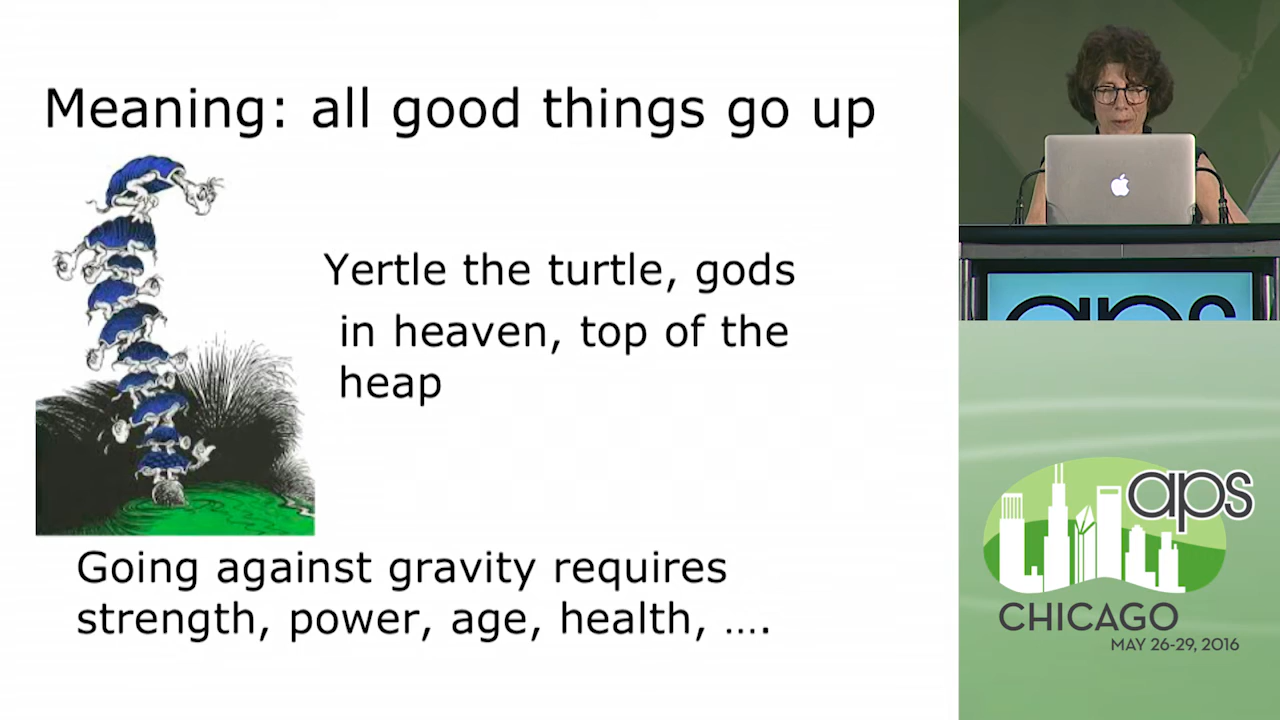 Meaning: all good things go up
Yertle the turtle, gods
in heaven, top of the
heap
Going against gravity requires
strength, power, age, health, ….
aps
aps
CHICAGO
MAY 26-29, 2016